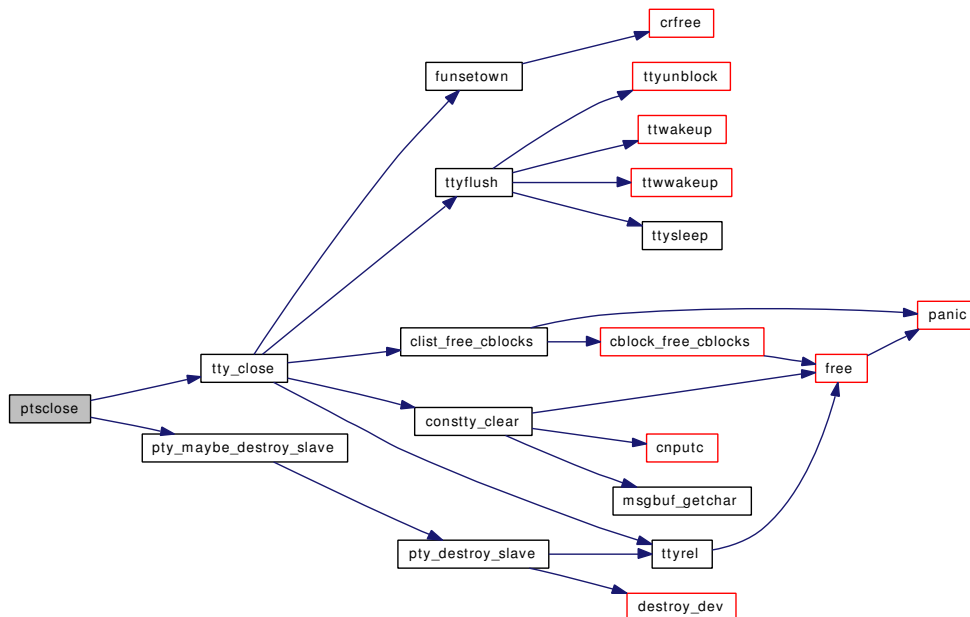 crfree
funsetown
ttyunblock
ttwakeup
ttyflush
ttwwakeup
ttysleep
panic
clist_free_cblocks
cblock_free_cblocks
tty_close
free
ptsclose
constty_clear
pty_maybe_destroy_slave
cnputc
msgbuf_getchar
pty_destroy_slave
ttyrel
destroy_dev